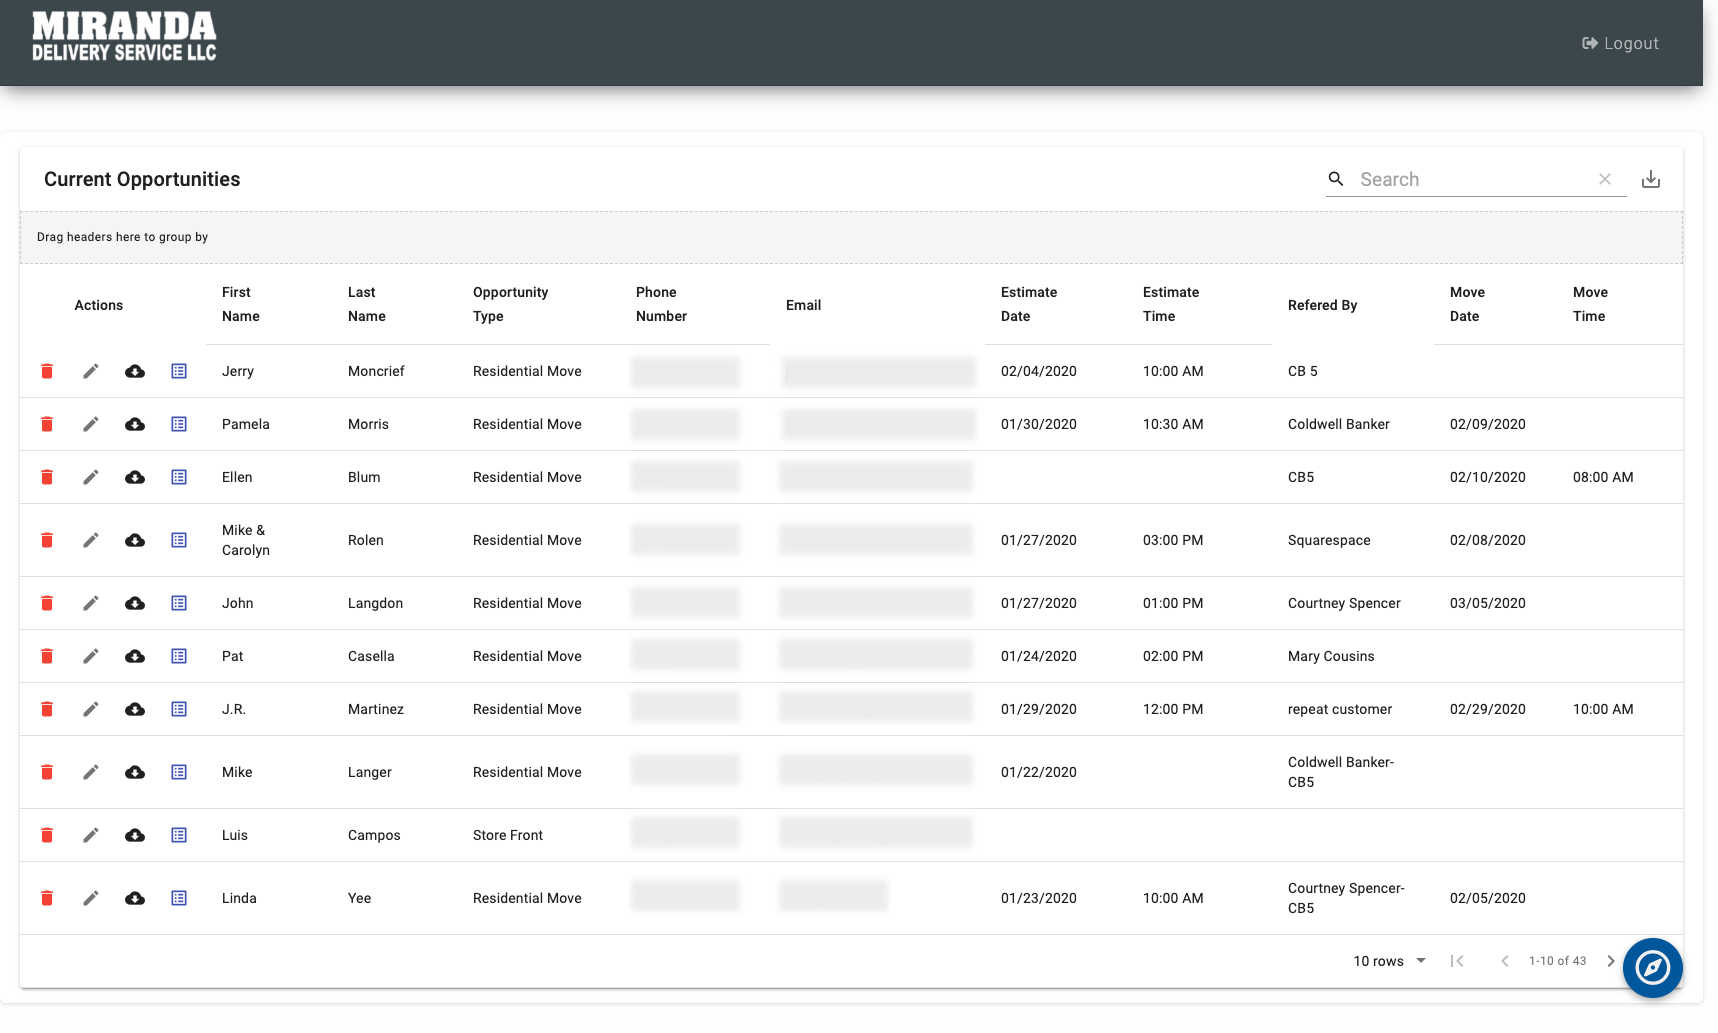 MIRANDA
DELIVERY SERVICE LLC
Logout
Current Opportunities
Search
Drag headers here to group by
Actions First Name Last Name Opportunity Type Phone Number Email Estimate Date Estimate Time Refered By Move Date Move Time
Jerry Moncrief Residential Move 02/04/2020 10:00 AM CB 5
Pamela Morris Residential Move 01/30/2020 10:30 AM Coldwell Banker 02/09/2020
Ellen Blum Residential Move CB5 02/10/2020 08:00 AM
Mike & Carolyn Rolen Residential Move 01/27/2020 03:00 PM Squarespace 02/08/2020
John Langdon Residential Move 01/27/2020 01:00 PM Courtney Spencer 03/05/2020
Pat Casella Residential Move 01/24/2020 02:00 PM Mary Cousins
J.R. Martinez Residential Move 01/29/2020 12:00 PM repeat customer 02/29/2020 10:00 AM
Mike Langer Residential Move 01/22/2020 Coldwell Banker-CB5
Luis Campos Store Front
Linda Yee Residential Move 01/23/2020 10:00 AM Courtney Spencer-CB5 02/05/2020
10 rows 1-10 of 43